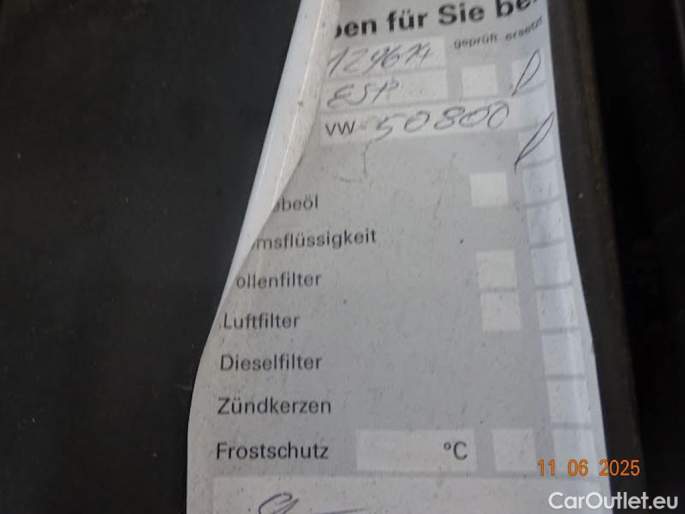 ben für Sie be
geprüft ersetzt
124614
ESP
VW 50800
beöl
msflüssigkeit
ollenfilter
Luftfilter
Dieselfilter
Zündkerzen
Frostschutz °C
11 06 2025
CarOutlet.eu